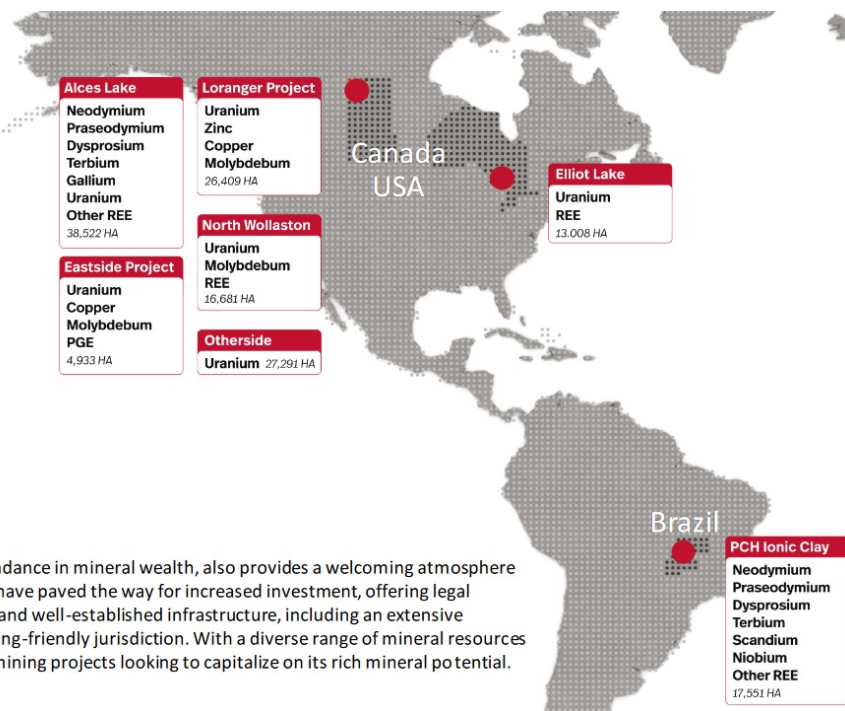 Alces Lake
Neodymium
Praseodymium
Dysprosium
Terbium
Gallium
Uranium
Other REE
38,522 HA
Loranger Project
Uranium
Zinc
Copper
Molybdebum
26,409 HA
Canada
USA
Elliot Lake
Uranium
REE
13.008 HA
North Wollaston
Uranium
Molybdebum
REE
16,681 HA
Eastside Project
Uranium
Copper
Molybdebum
PGE
4,933 HA
Otherside
Uranium 27,291 HA
Brazil
PCH Ionic Clay
Neodymium
Praseodymium
Dysprosium
Terbium
Scandium
Niobium
Other REE
17,551 HA
in mineral wealth, also provides a welcoming atmosphere
have paved the way for increased investment, offering legal
and well-established infrastructure, including an extensive
jurisdiction. With a diverse range of mineral resources
mining projects looking to capitalize on its rich mineral potential.